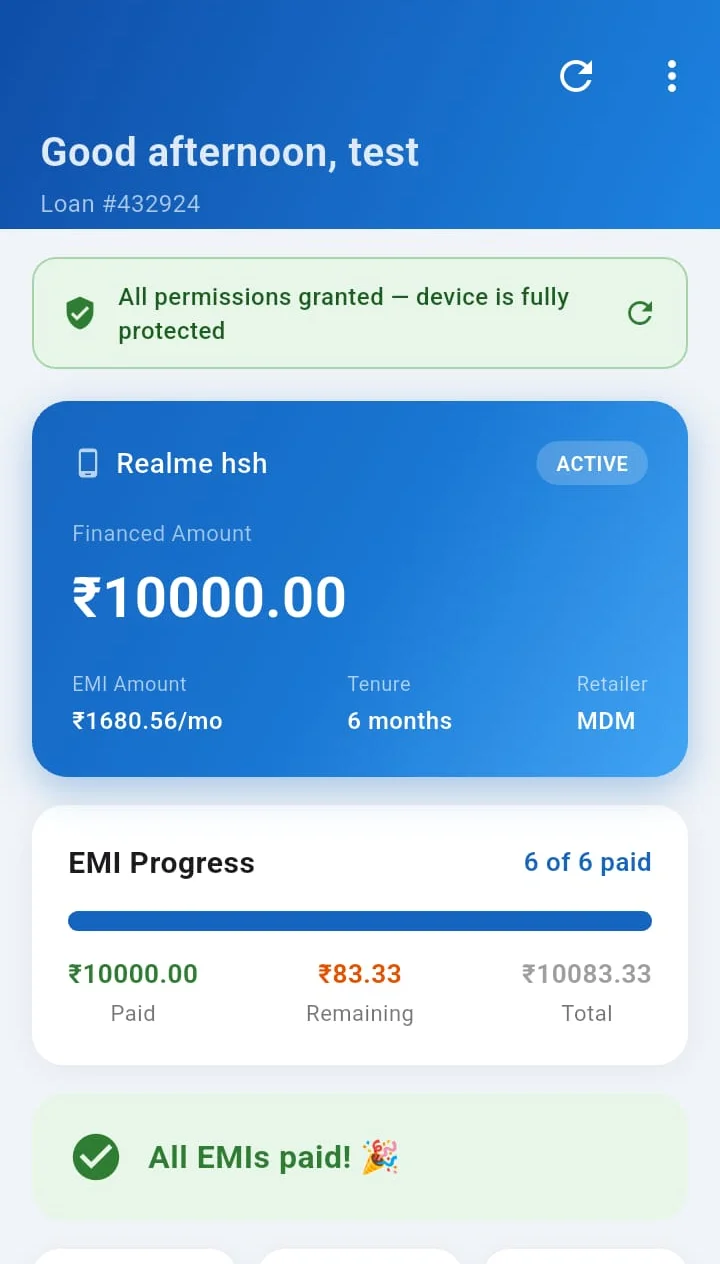 Good afternoon, test
Loan #432924
All permissions granted — device is fully
protected
Realme hsh
ACTIVE
Financed Amount
₹10000.00
EMI Amount
Tenure
Retailer
₹1680.56/mo
6 months
MDM
EMI Progress
6 of 6 paid
₹10000.00
₹83.33
₹10083.33
Paid
Remaining
Total
All EMIs paid! 🎉